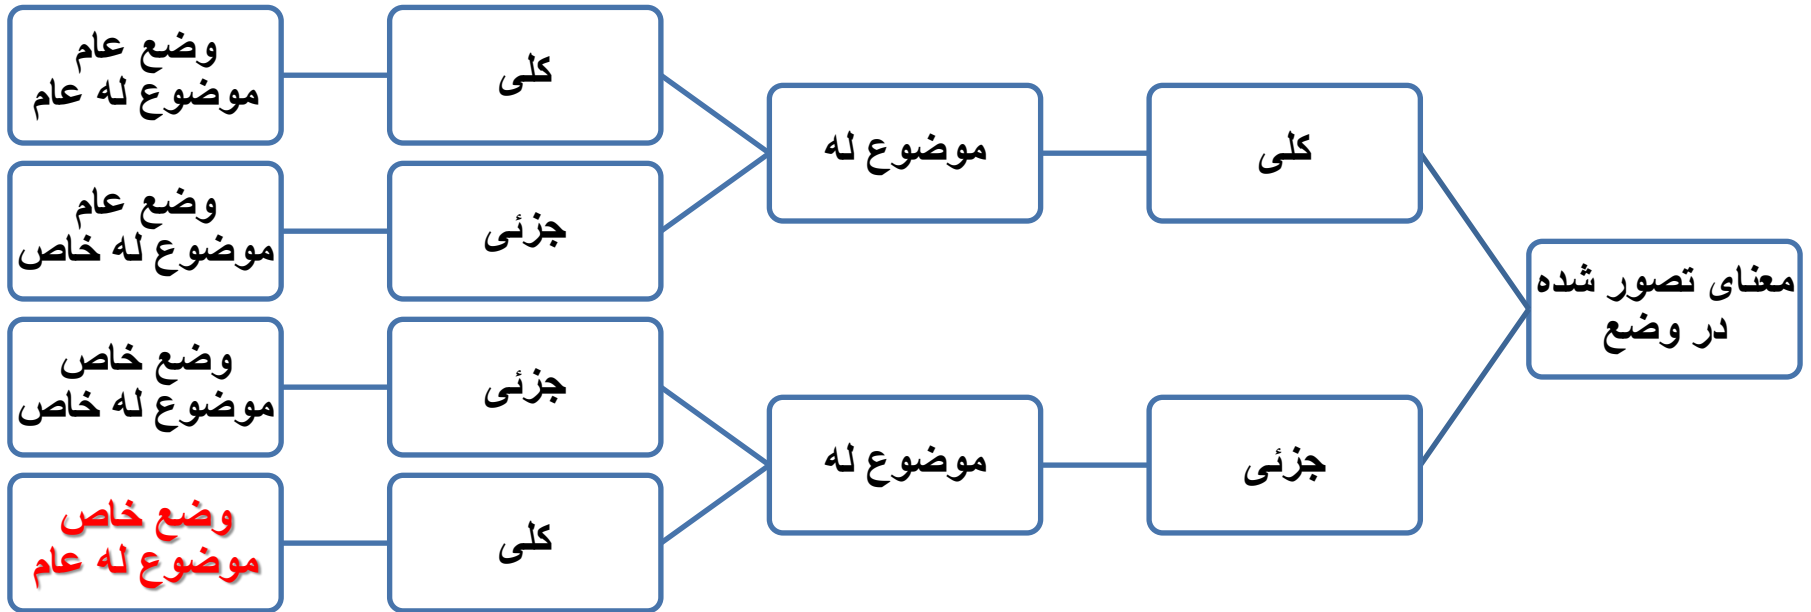 معنای تصور شده
در وضع
کلی
موضوع له
کلی
وضع عام
موضوع له عام
جزئی
وضع عام
موضوع له خاص
جزئی
موضوع له
جزئی
وضع خاص
موضوع له خاص
کلی
وضع خاص
موضوع له عام